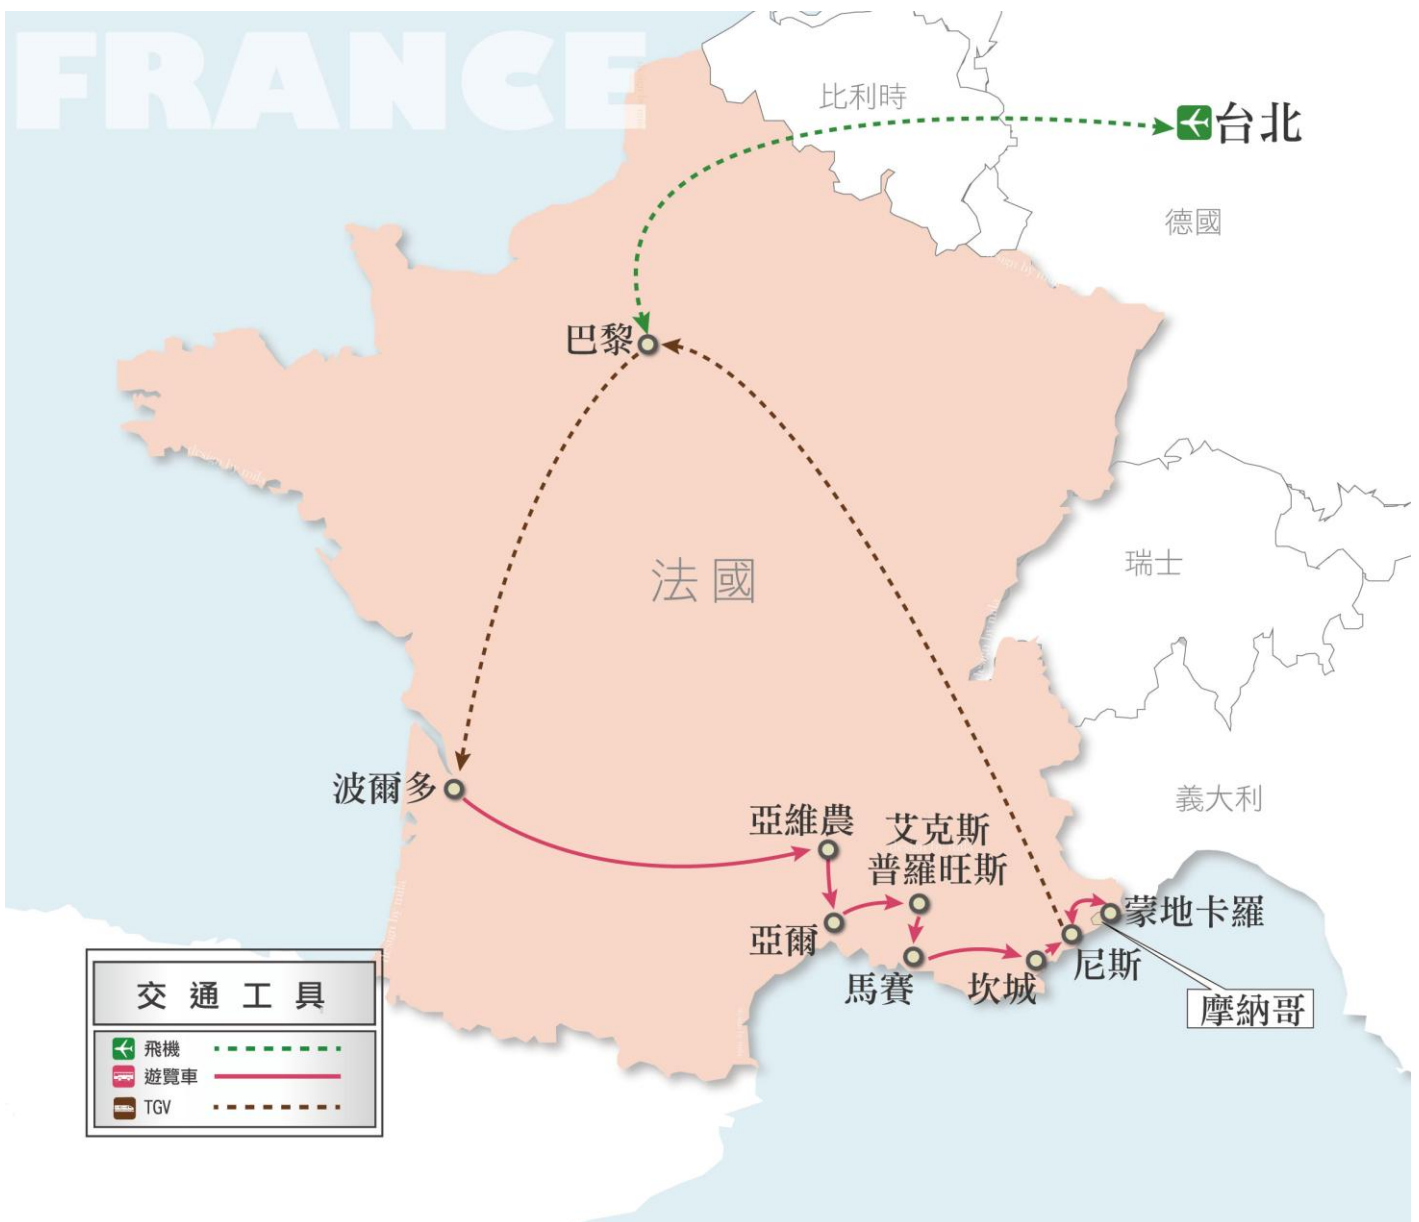 FRANCE
比利時
台北
德國
巴黎
法國
瑞士
波爾多
義大利
亞維農
艾克斯
普羅旺斯
亞爾
馬賽
坎城
尼斯
蒙地卡羅
摩納哥
交通工具
飛機
遊覽車
TGV